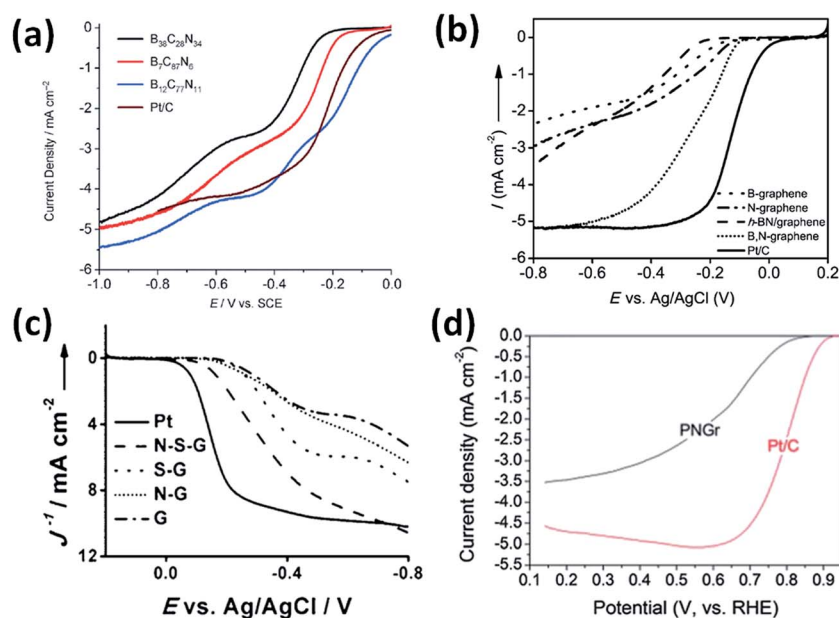 (a)
B38C28N34
B7C87N6
B12C77N11
Pt/C
Current Density / mA cm−2
0
-1
-2
-3
-4
-5
-6
-1.0 -0.8 -0.6 -0.4 -0.2 0.0
E / V vs. SCE
(b)
I (mA cm-2)
0
-1
-2
-3
-4
-5
-6
B-graphene
N-graphene
h-BN/graphene
B,N-graphene
Pt/C
-0.8 -0.6 -0.4 -0.2 0.0 0.2
E vs. Ag/AgCl (V)
(c)
J-1 / mA cm-2
0
4
8
12
Pt
N-S-G
S-G
N-G
G
0.0 -0.4 -0.8
E vs. Ag/AgCl / V
(d)
Current density (mA cm-2)
0.0
-0.5
-1.0
-1.5
-2.0
-2.5
-3.0
-3.5
-4.0
-4.5
-5.0
-5.5
PNGr
Pt/C
0.1 0.2 0.3 0.4 0.5 0.6 0.7 0.8 0.9
Potential (V, vs. RHE)